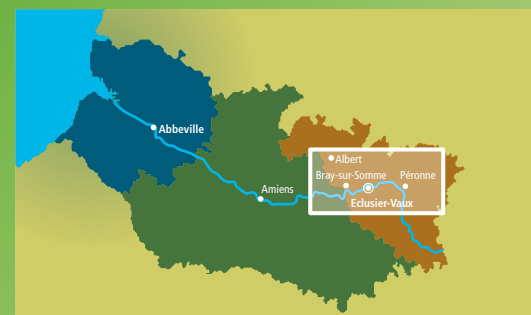 Abbeville
Albert
Bray-sur-Somme
Péronne
Amiens
Eclusier-Vaux